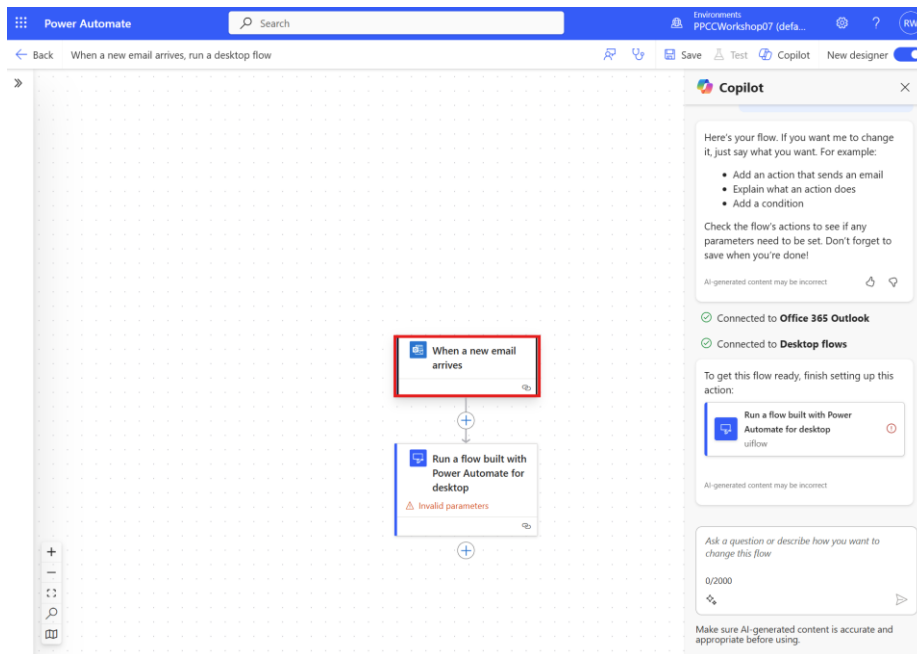 Power Automate
Search
Environments
PPCCWorkshop07 (defa...
?
RW
Back
When a new email arrives, run a desktop flow
Save
Test
Copilot
New designer
Copilot
Here's your flow. If you want me to change
it, just say what you want. For example:
• Add an action that sends an email
• Explain what an action does
• Add a condition
Check the flow's actions to see if any
parameters need to be set. Don't forget to
save when you're done!
AI-generated content may be incorrect
Connected to Office 365 Outlook
Connected to Desktop flows
To get this flow ready, finish setting up this
action:
Run a flow built with Power
Automate for desktop
uiflow
AI-generated content may be incorrect
Ask a question or describe how you want to
change this flow
0/2000
Make sure AI-generated content is accurate and
appropriate before using.
When a new email
arrives
Run a flow built with
Power Automate for
desktop
Invalid parameters